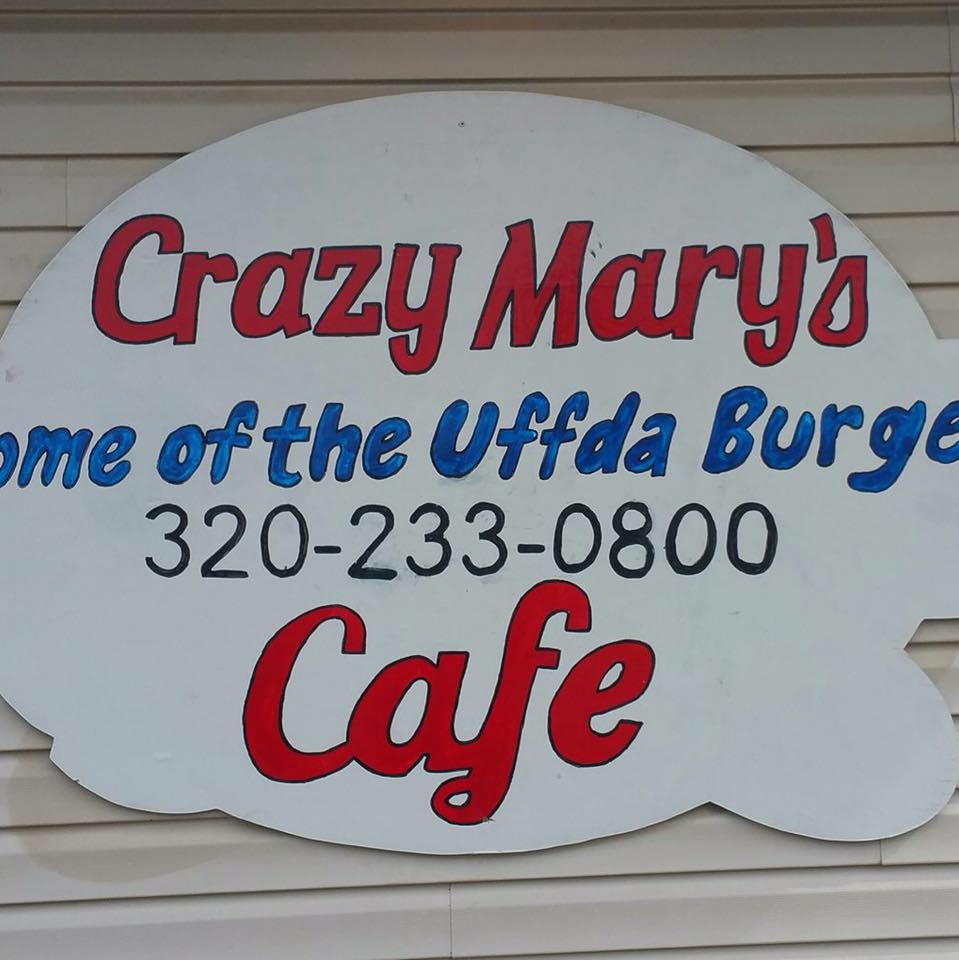 Crazy Mary's
ome of the Uffda Burge
320-233-0800
Cafe